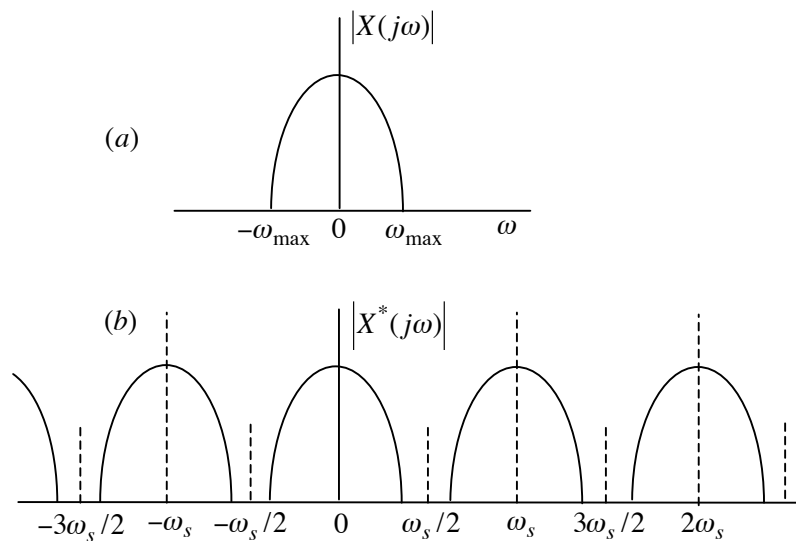 |X(jω)|
(a)
−ω_max 0 ω_max ω
(b) |X*(jω)|
−3ω_s/2 −ω_s −ω_s/2 0 ω_s/2 ω_s 3ω_s/2 2ω_s